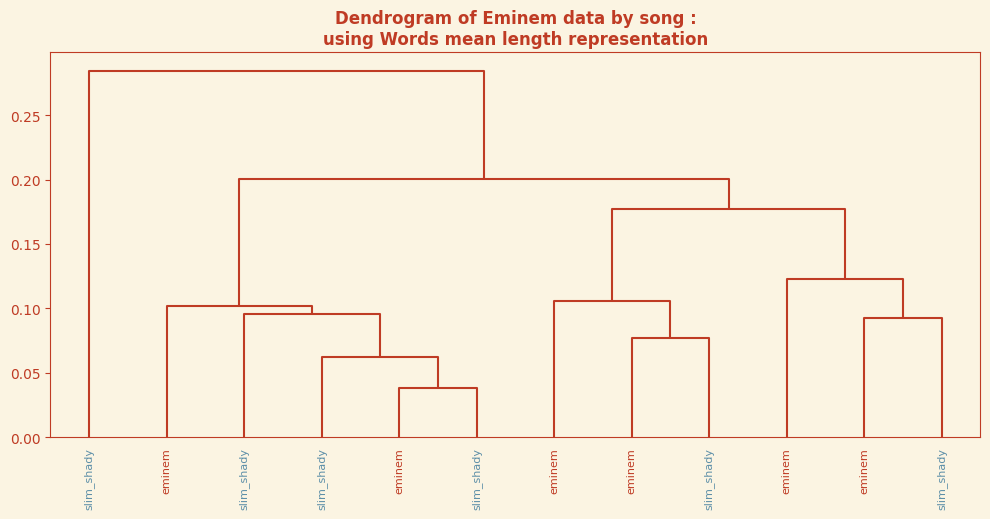 Dendrogram of Eminem data by song :
using Words mean length representation
0.25
0.20
0.15
0.10
0.05
0.00
slim_shady
eminem
slim_shady
slim_shady
eminem
slim_shady
eminem
eminem
slim_shady
eminem
eminem
slim_shady